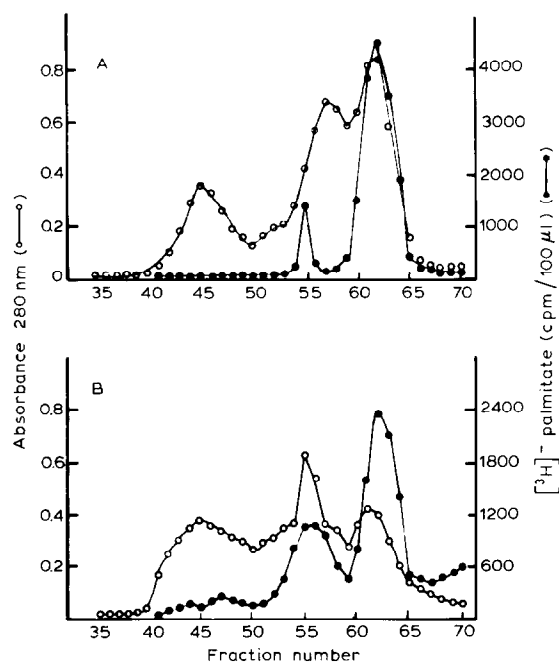 A
0.8
0.6
0.4
0.2
0
4000
3000
2000
1000
35 40 45 50 55 60 65 70
B
0.8
0.6
0.4
0.2
2400
1800
1200
600
35 40 45 50 55 60 65 70
Fraction number
Absorbance 280 nm (○—○)
[³H]- palmitate (cpm/100 μl) (●—●)